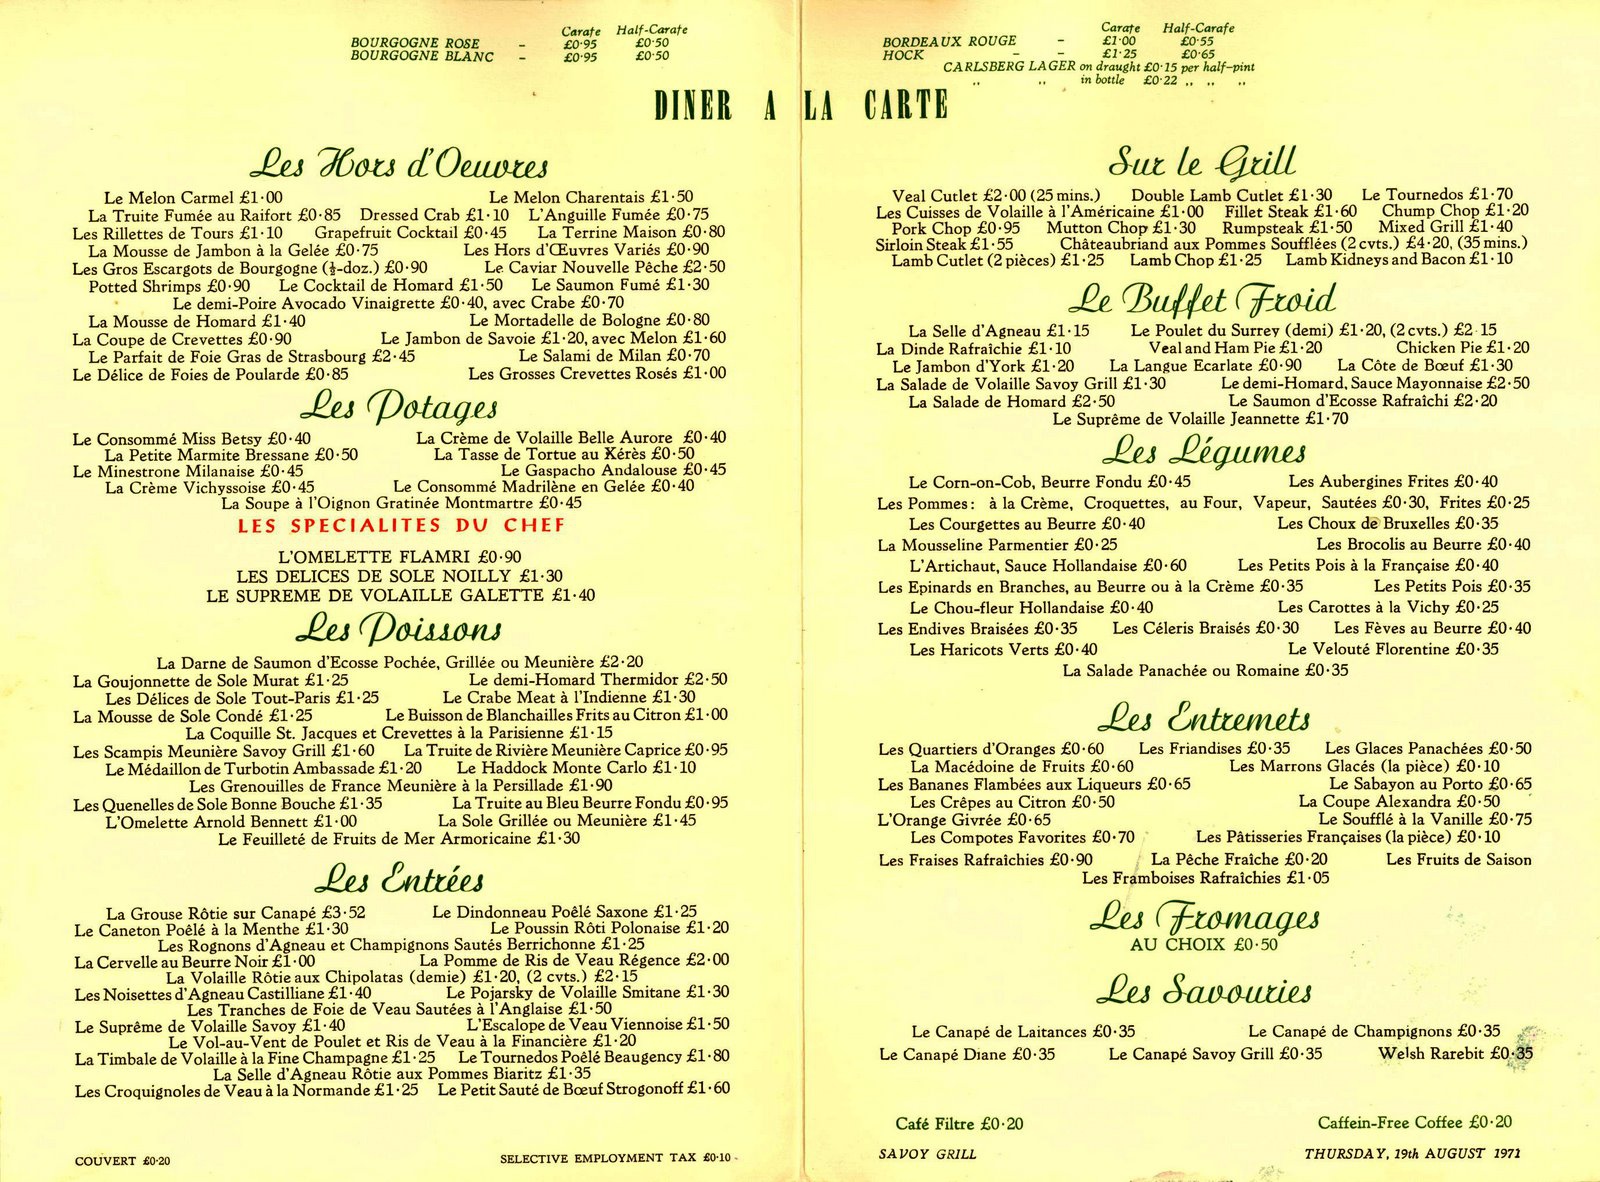 Carafe Half-Carafe
BOURGOGNE ROSE - £0·95 £0·50
BOURGOGNE BLANC - £0·95 £0·50
Carafe Half-Carafe
BORDEAUX ROUGE - £1·00 £0·55
HOCK - - £1·25 £0·65
CARLSBERG LAGER on draught £0·15 per half-pint
„ „ in bottle £0·22 „ „ „
DINER A LA CARTE
Les Hors d'Oeuvres
Le Melon Carmel £1·00 Le Melon Charentais £1·50
La Truite Fumée au Raifort £0·85 Dressed Crab £1·10 L'Anguille Fumée £0·75
Les Rillettes de Tours £1·10 Grapefruit Cocktail £0·45 La Terrine Maison £0·80
La Mousse de Jambon à la Gelée £0·75 Les Hors d'Œuvres Variés £0·90
Les Gros Escargots de Bourgogne (½-doz.) £0·90 Le Caviar Nouvelle Pêche £2·50
Potted Shrimps £0·90 Le Cocktail de Homard £1·50 Le Saumon Fumé £1·30
Le demi-Poire Avocado Vinaigrette £0·40, avec Crabe £0·70
La Mousse de Homard £1·40 Le Mortadelle de Bologne £0·80
La Coupe de Crevettes £0·90 Le Jambon de Savoie £1·20, avec Melon £1·60
Le Parfait de Foie Gras de Strasbourg £2·45 Le Salami de Milan £0·70
Le Délice de Foies de Poularde £0·85 Les Grosses Crevettes Rosés £1·00
Les Potages
Le Consommé Miss Betsy £0·40 La Crème de Volaille Belle Aurore £0·40
La Petite Marmite Bressane £0·50 La Tasse de Tortue au Kérès £0·50
Le Minestrone Milanaise £0·45 Le Gaspacho Andalouse £0·45
La Crème Vichyssoise £0·45 Le Consommé Madrilène en Gelée £0·40
La Soupe à l'Oignon Gratinée Montmartre £0·45
LES SPECIALITES DU CHEF
L'OMELETTE FLAMRI £0·90
LES DELICES DE SOLE NOILLY £1·30
LE SUPREME DE VOLAILLE GALETTE £1·40
Les Poissons
La Darne de Saumon d'Ecosse Pochée, Grillée ou Meunière £2·20
La Goujonnette de Sole Murat £1·25 Le demi-Homard Thermidor £2·50
Les Délices de Sole Tout-Paris £1·25 Le Crabe Meat à l'Indienne £1·30
La Mousse de Sole Condé £1·25 Le Buisson de Blanchailles Frits au Citron £1·00
La Coquille St. Jacques et Crevettes à la Parisienne £1·15
Les Scampis Meunière Savoy Grill £1·60 La Truite de Rivière Meunière Caprice £0·95
Le Médaillon de Turbotin Ambassade £1·20 Le Haddock Monte Carlo £1·10
Les Grenouilles de France Meunière à la Persillade £1·90
Les Quenelles de Sole Bonne Bouche £1·35 La Truite au Bleu Beurre Fondu £0·95
L'Omelette Arnold Bennett £1·00 La Sole Grillée ou Meunière £1·45
Le Feuilleté de Fruits de Mer Armoricaine £1·30
Les Entrées
La Grouse Rôtie sur Canapé £3·52 Le Dindonneau Poêlé Saxone £1·25
Le Caneton Poêlé à la Menthe £1·30 Le Poussin Rôti Polonaise £1·20
Les Rognons d'Agneau et Champignons Sautés Berrichonne £1·25
La Cervelle au Beurre Noir £1·00 La Pomme de Ris de Veau Régence £2·00
La Volaille Rôtie aux Chipolatas (demie) £1·20, (2 cvts.) £2·15
Les Noisettes d'Agneau Castilliane £1·40 Le Pojarsky de Volaille Smitane £1·30
Les Tranches de Foie de Veau Sautées à l'Anglaise £1·50
Le Suprême de Volaille Savoy £1·40 L'Escalope de Veau Viennoise £1·50
Le Vol-au-Vent de Poulet et Ris de Veau à la Financière £1·20
La Timbale de Volaille à la Fine Champagne £1·25 Le Tournedos Poêlé Beaugency £1·80
La Selle d'Agneau Rôtie aux Pommes Biaritz £1·35
Les Croquignoles de Veau à la Normande £1·25 Le Petit Sauté de Bœuf Strogonoff £1·60
COUVERT £0·20 SELECTIVE EMPLOYMENT TAX £0·10
Sur le Grill
Veal Cutlet £2·00 (25 mins.) Double Lamb Cutlet £1·30 Le Tournedos £1·70
Les Cuisses de Volaille à l'Américaine £1·00 Fillet Steak £1·60 Chump Chop £1·20
Pork Chop £0·95 Mutton Chop £1·30 Rumpsteak £1·50 Mixed Grill £1·40
Sirloin Steak £1·55 Châteaubriand aux Pommes Soufflées (2 cvts.) £4·20, (35 mins.)
Lamb Cutlet (2 pièces) £1·25 Lamb Chop £1·25 Lamb Kidneys and Bacon £1·10
Le Buffet Froid
La Selle d'Agneau £1·15 Le Poulet du Surrey (demi) £1·20, (2 cvts.) £2 15
La Dinde Rafraîchie £1·10 Veal and Ham Pie £1·20 Chicken Pie £1·20
Le Jambon d'York £1·20 La Langue Ecarlate £0·90 La Côte de Bœuf £1·30
La Salade de Volaille Savoy Grill £1·30 Le demi-Homard, Sauce Mayonnaise £2·50
La Salade de Homard £2·50 Le Saumon d'Ecosse Rafraîchi £2·20
Le Suprême de Volaille Jeannette £1·70
Les Légumes
Le Corn-on-Cob, Beurre Fondu £0·45 Les Aubergines Frites £0·40
Les Pommes: à la Crème, Croquettes, au Four, Vapeur, Sautées £0·30, Frites £0·25
Les Courgettes au Beurre £0·40 Les Choux de Bruxelles £0·35
La Mousseline Parmentier £0·25 Les Brocolis au Beurre £0·40
L'Artichaut, Sauce Hollandaise £0·60 Les Petits Pois à la Française £0·40
Les Epinards en Branches, au Beurre ou à la Crème £0·35 Les Petits Pois £0·35
Le Chou-fleur Hollandaise £0·40 Les Carottes à la Vichy £0·25
Les Endives Braisées £0·35 Les Céleris Braisés £0·30 Les Fèves au Beurre £0·40
Les Haricots Verts £0·40 Le Velouté Florentine £0·35
La Salade Panachée ou Romaine £0·35
Les Entremets
Les Quartiers d'Oranges £0·60 Les Friandises £0·35 Les Glaces Panachées £0·50
La Macédoine de Fruits £0·60 Les Marrons Glacés (la pièce) £0·10
Les Bananes Flambées aux Liqueurs £0·65 Le Sabayon au Porto £0·65
Les Crêpes au Citron £0·50 La Coupe Alexandra £0·50
L'Orange Givrée £0·65 Le Soufflé à la Vanille £0·75
Les Compotes Favorites £0·70 Les Pâtisseries Françaises (la pièce) £0·10
Les Fraises Rafraîchies £0·90 La Pêche Fraîche £0·20 Les Fruits de Saison
Les Framboises Rafraîchies £1·05
Les Fromages
AU CHOIX £0·50
Les Savouries
Le Canapé de Laitances £0·35 Le Canapé de Champignons £0·35
Le Canapé Diane £0·35 Le Canapé Savoy Grill £0·35 Welsh Rarebit £0·35
Café Filtre £0·20 Caffein-Free Coffee £0·20
SAVOY GRILL THURSDAY, 19th AUGUST 1971